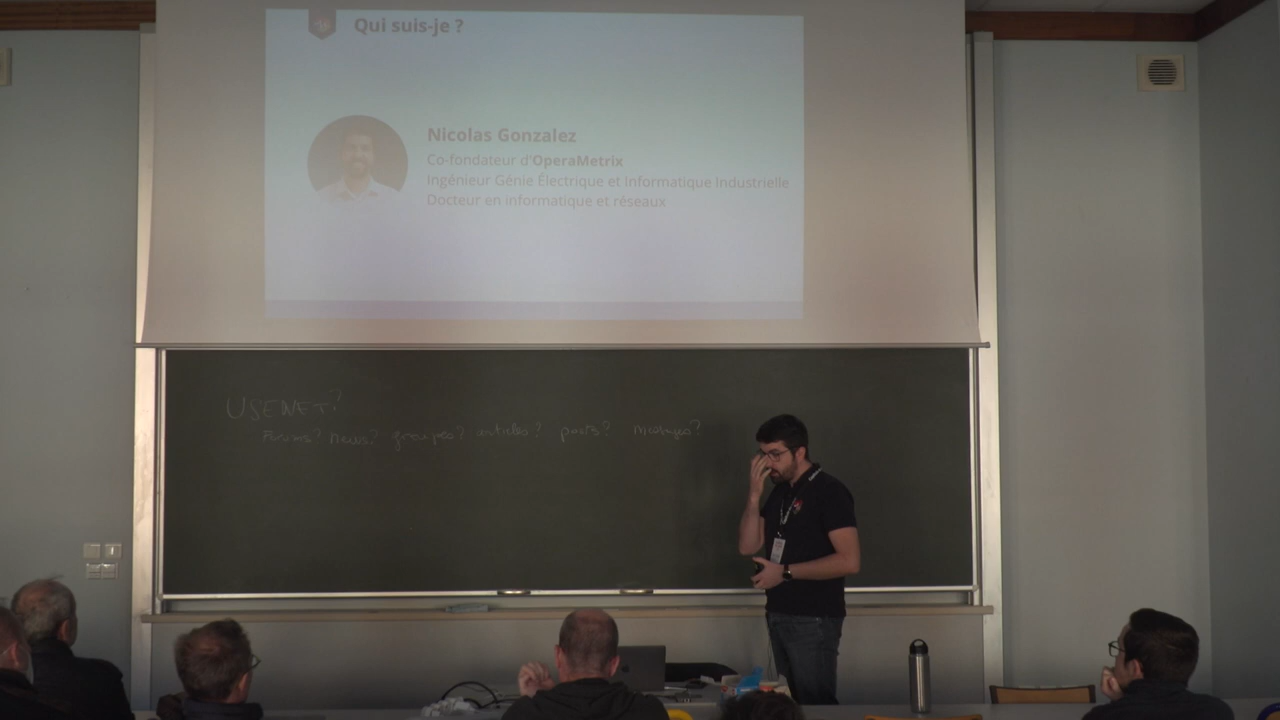 Qui suis-je ?
Nicolas Gonzalez
Co-fondateur d'OperaMetrix
Ingénieur Génie Électrique et Informatique Industrielle
Docteur en informatique et réseaux
USENET?
Forums? news? groupes? articles? posts? messages?